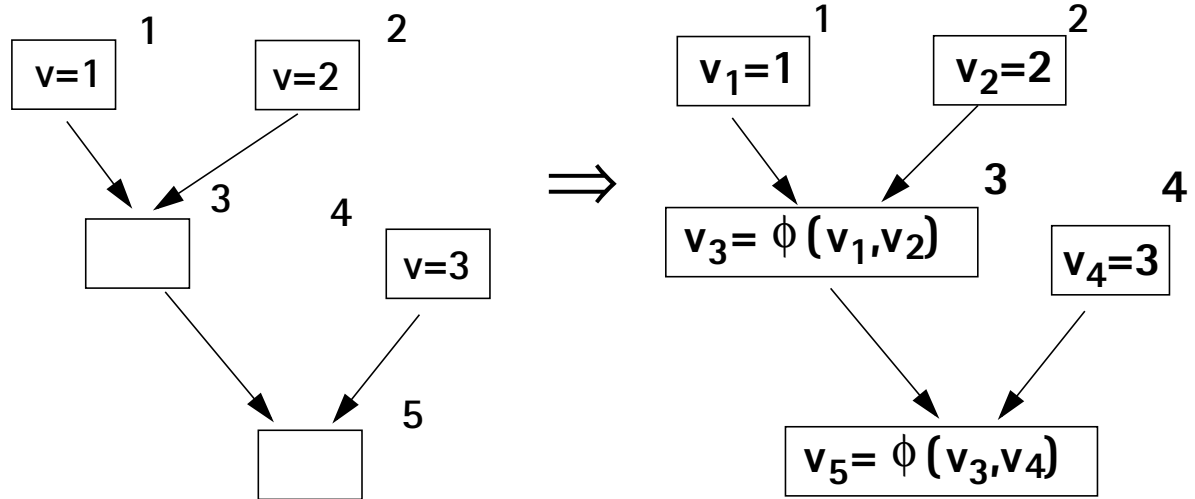 1
2
v=1
v=2
3
4
v=3
5
⇒
1
2
v₁=1
v₂=2
3
4
v₃= ϕ(v₁,v₂)
v₄=3
v₅= ϕ(v₃,v₄)